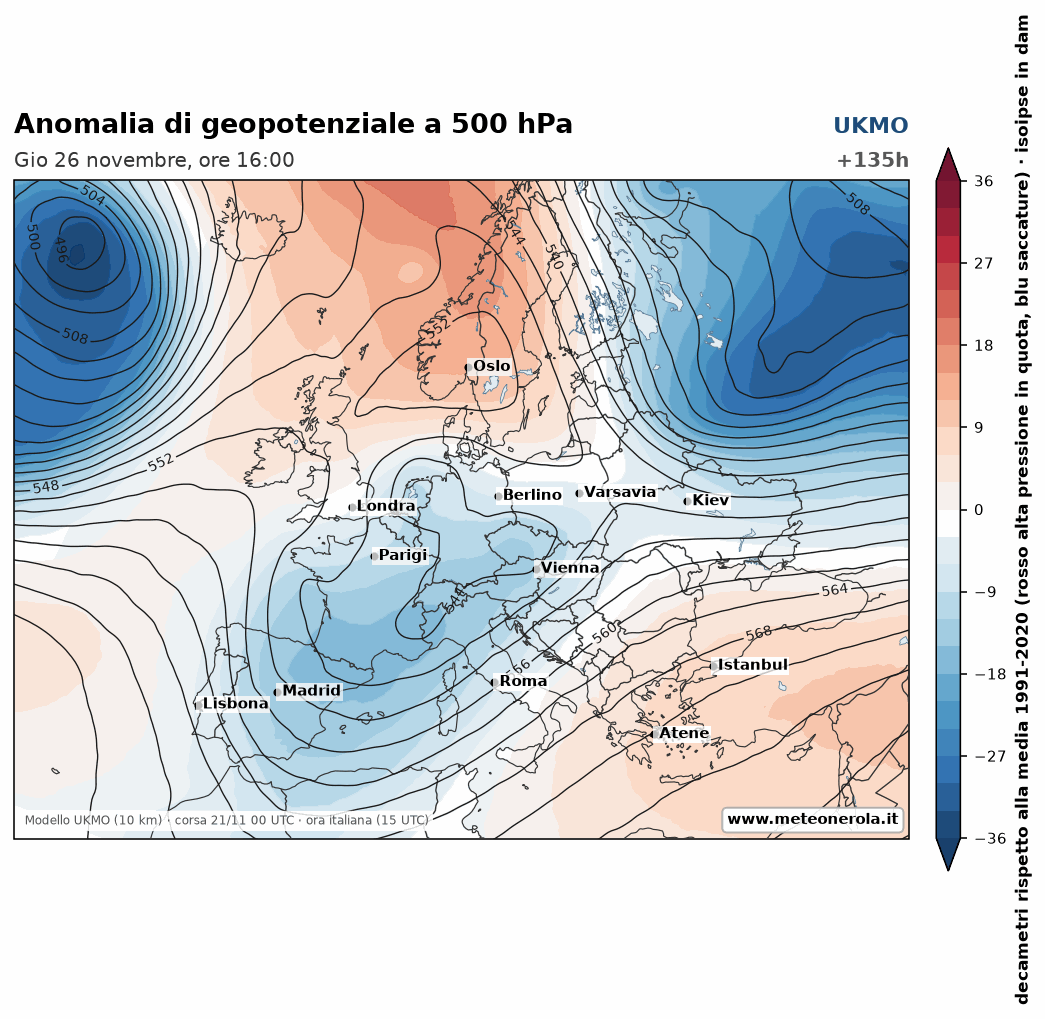 Anomalia di geopotenziale a 500 hPa
UKMO
Gio 26 novembre, ore 16:00
+135h
504
500
496
508
548
552
552
544
540
508
Oslo
Londra
Berlino
Varsavia
Kiev
Parigi
Vienna
544
560
564
568
Istanbul
Roma
Madrid
Lisbona
Atene
Modello UKMO (10 km) · corsa 21/11 00 UTC · ora italiana (15 UTC)
www.meteonerola.it
36
27
18
9
0
−9
−18
−27
−36
decametri rispetto alla media 1991-2020 (rosso alta pressione in quota, blu saccature) · isoipse in dam